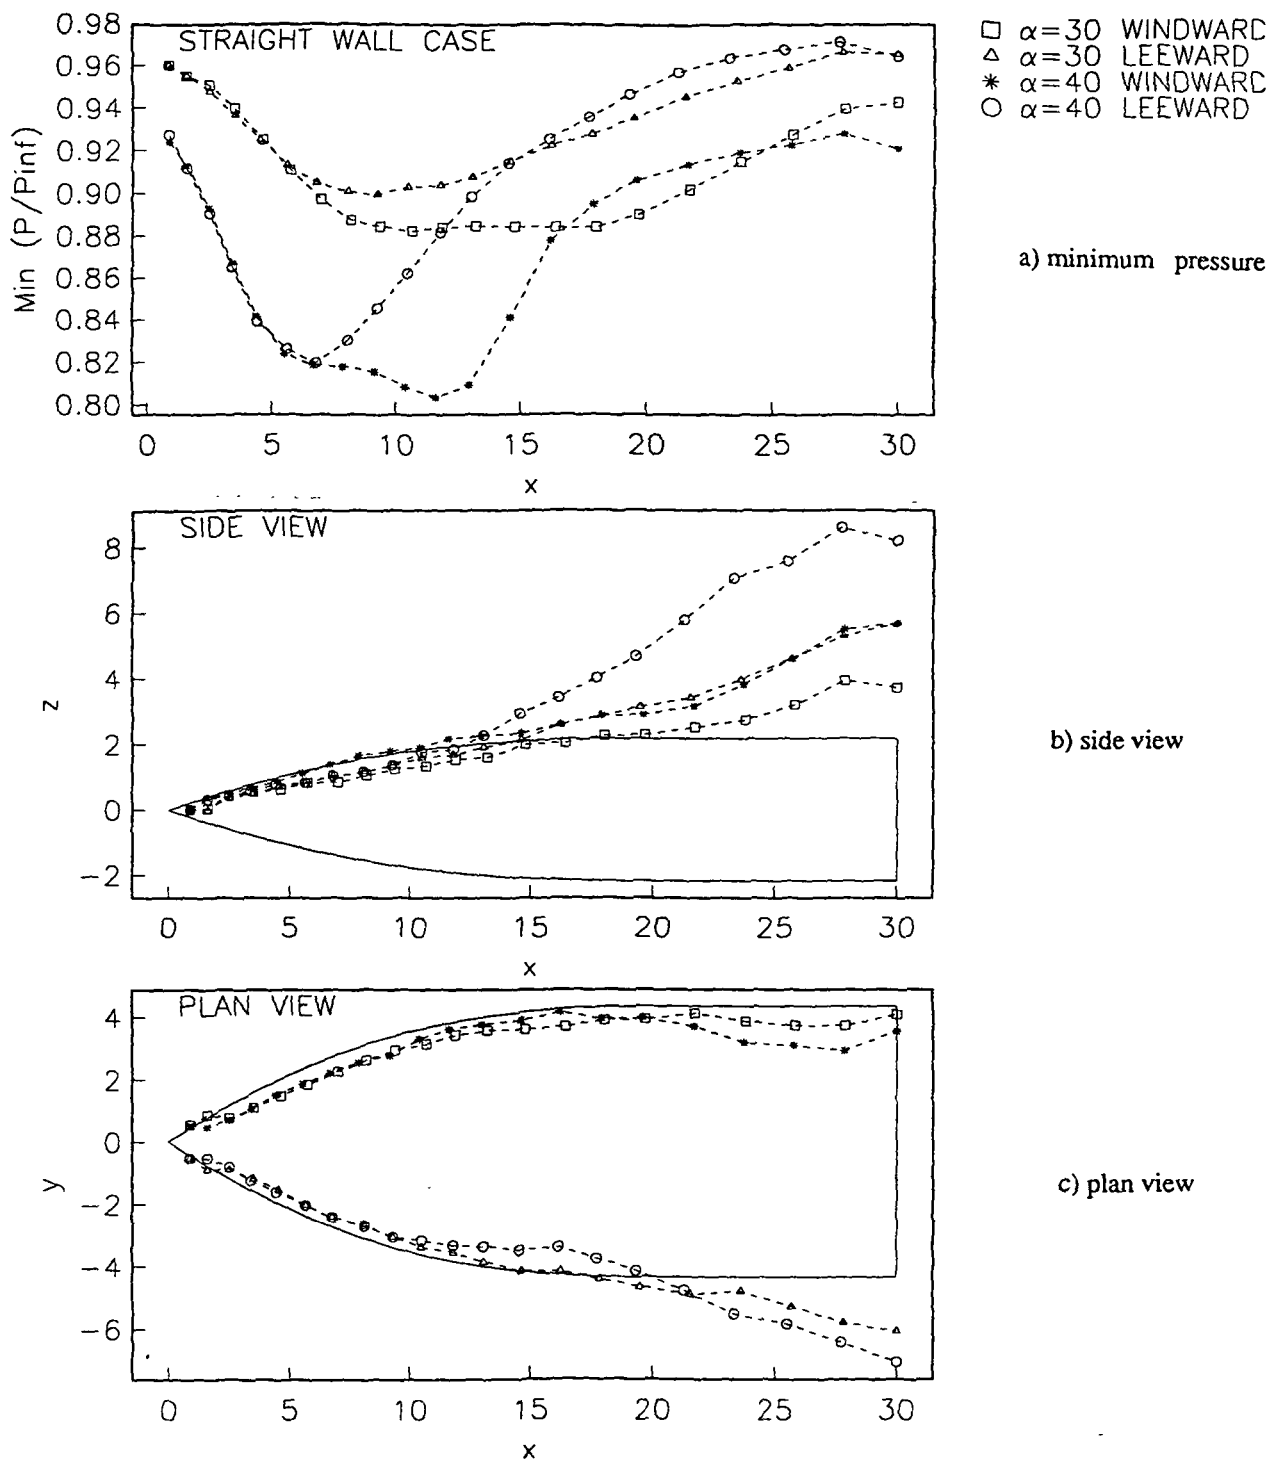 STRAIGHT WALL CASE
Min (P/Pinf)
0.98
0.96
0.94
0.92
0.90
0.88
0.86
0.84
0.82
0.80
0 5 10 15 20 25 30
x
α=30 WINDWARD
α=30 LEEWARD
α=40 WINDWARD
α=40 LEEWARD
a) minimum pressure
SIDE VIEW
z
8
6
4
2
0
−2
0 5 10 15 20 25 30
x
b) side view
PLAN VIEW
y
4
2
0
−2
−4
−6
0 5 10 15 20 25 30
x
c) plan view